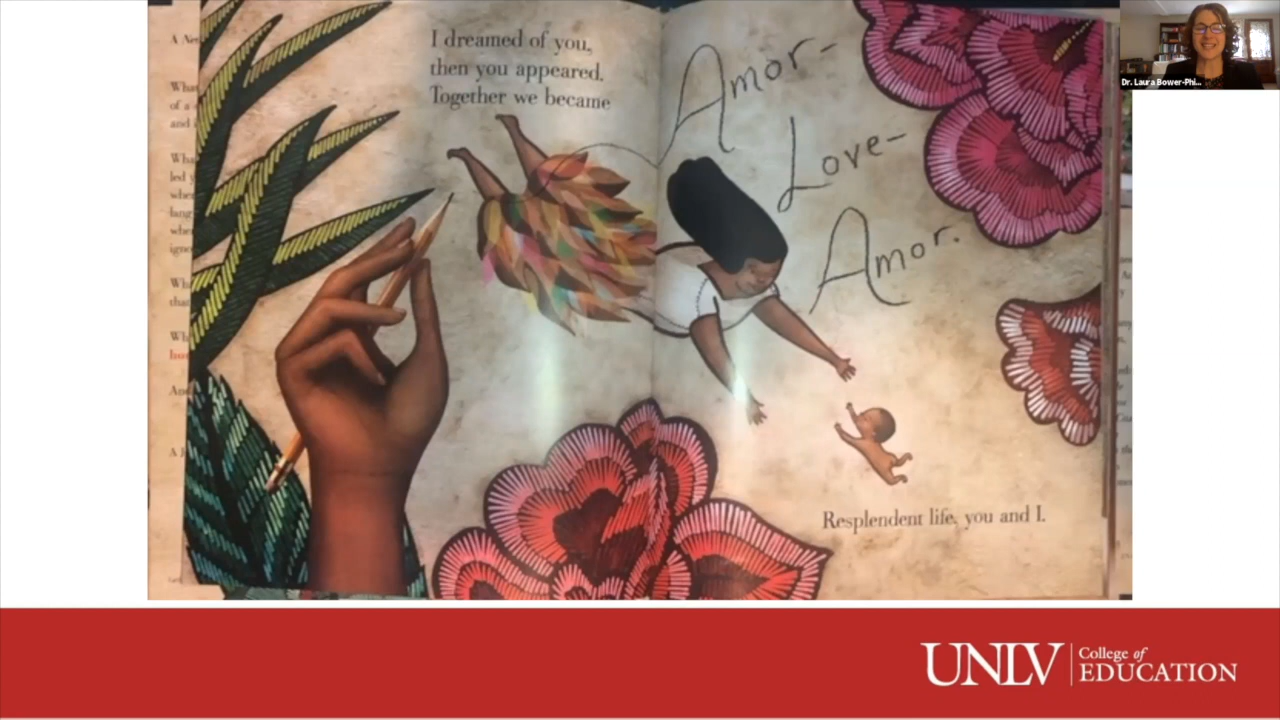 I dreamed of you,
then you appeared.
Together we became
Amor-
Love-
Amor.
Resplendent life, you and I.
Dr. Laura Bower-Phi...
UNLV
College of
EDUCATION